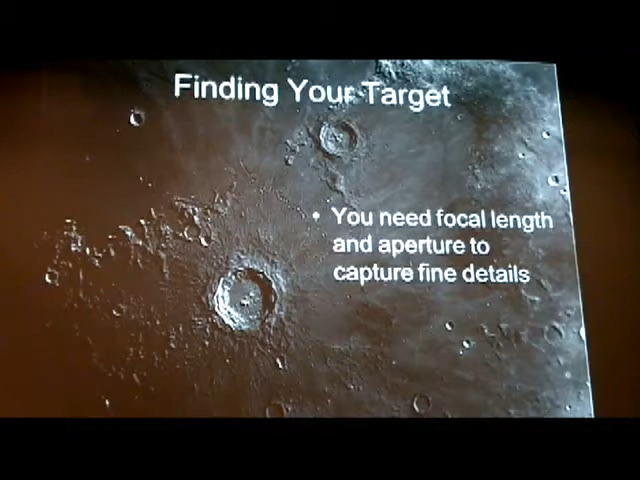 Finding Your Target
• You need focal length
and aperture to
capture fine details